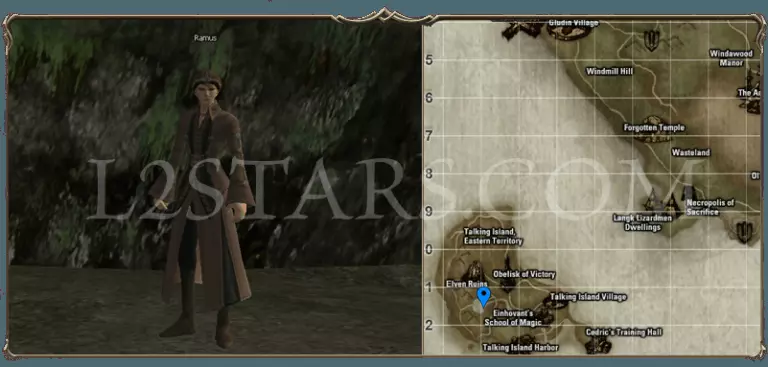 Ramus
L2STARS.COM
Gludin Village
5
Windawood
Manor
Windmill Hill
6
Forgotten Temple
7
Wasteland
8
Necropolis of
Sacrifice
Langk Lizardmen
Dwellings
9
Talking Island,
Eastern Territory
0
Obelisk of Victory
Elven Ruins
1
Talking Island Village
Einhovant's
School of Magic
2
Cedric's Training Hall
Talking Island Harbor